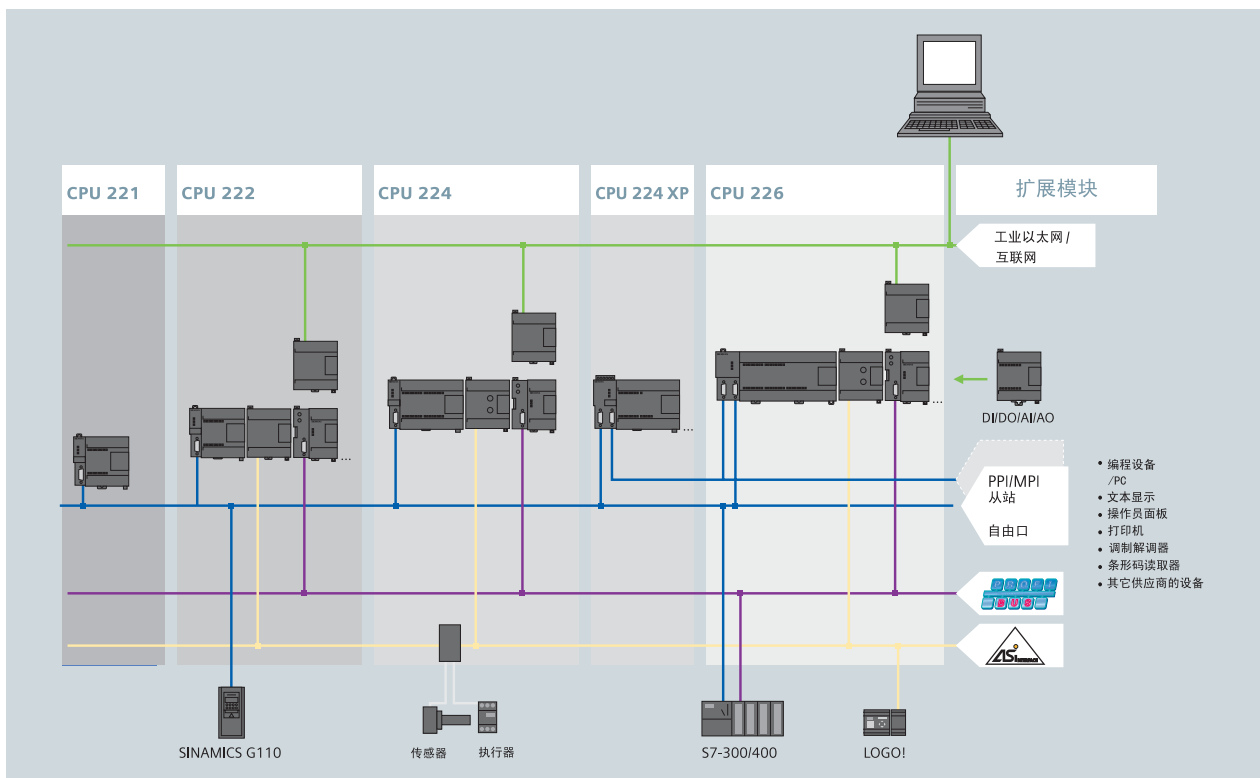 CPU 221
CPU 222
CPU 224
CPU 224 XP
CPU 226
扩展模块
工业以太网/
互联网
DI/DO/AI/AO
PPI/MPI
从站
自由口
• 编程设备
/PC
• 文本显示
• 操作员面板
• 打印机
• 调制解调器
• 条形码读取器
• 其它供应商的设备
...
...
...
PROFI
BUS
ASi
INTERFACE
SINAMICS G110
传感器
执行器
S7-300/400
LOGO!